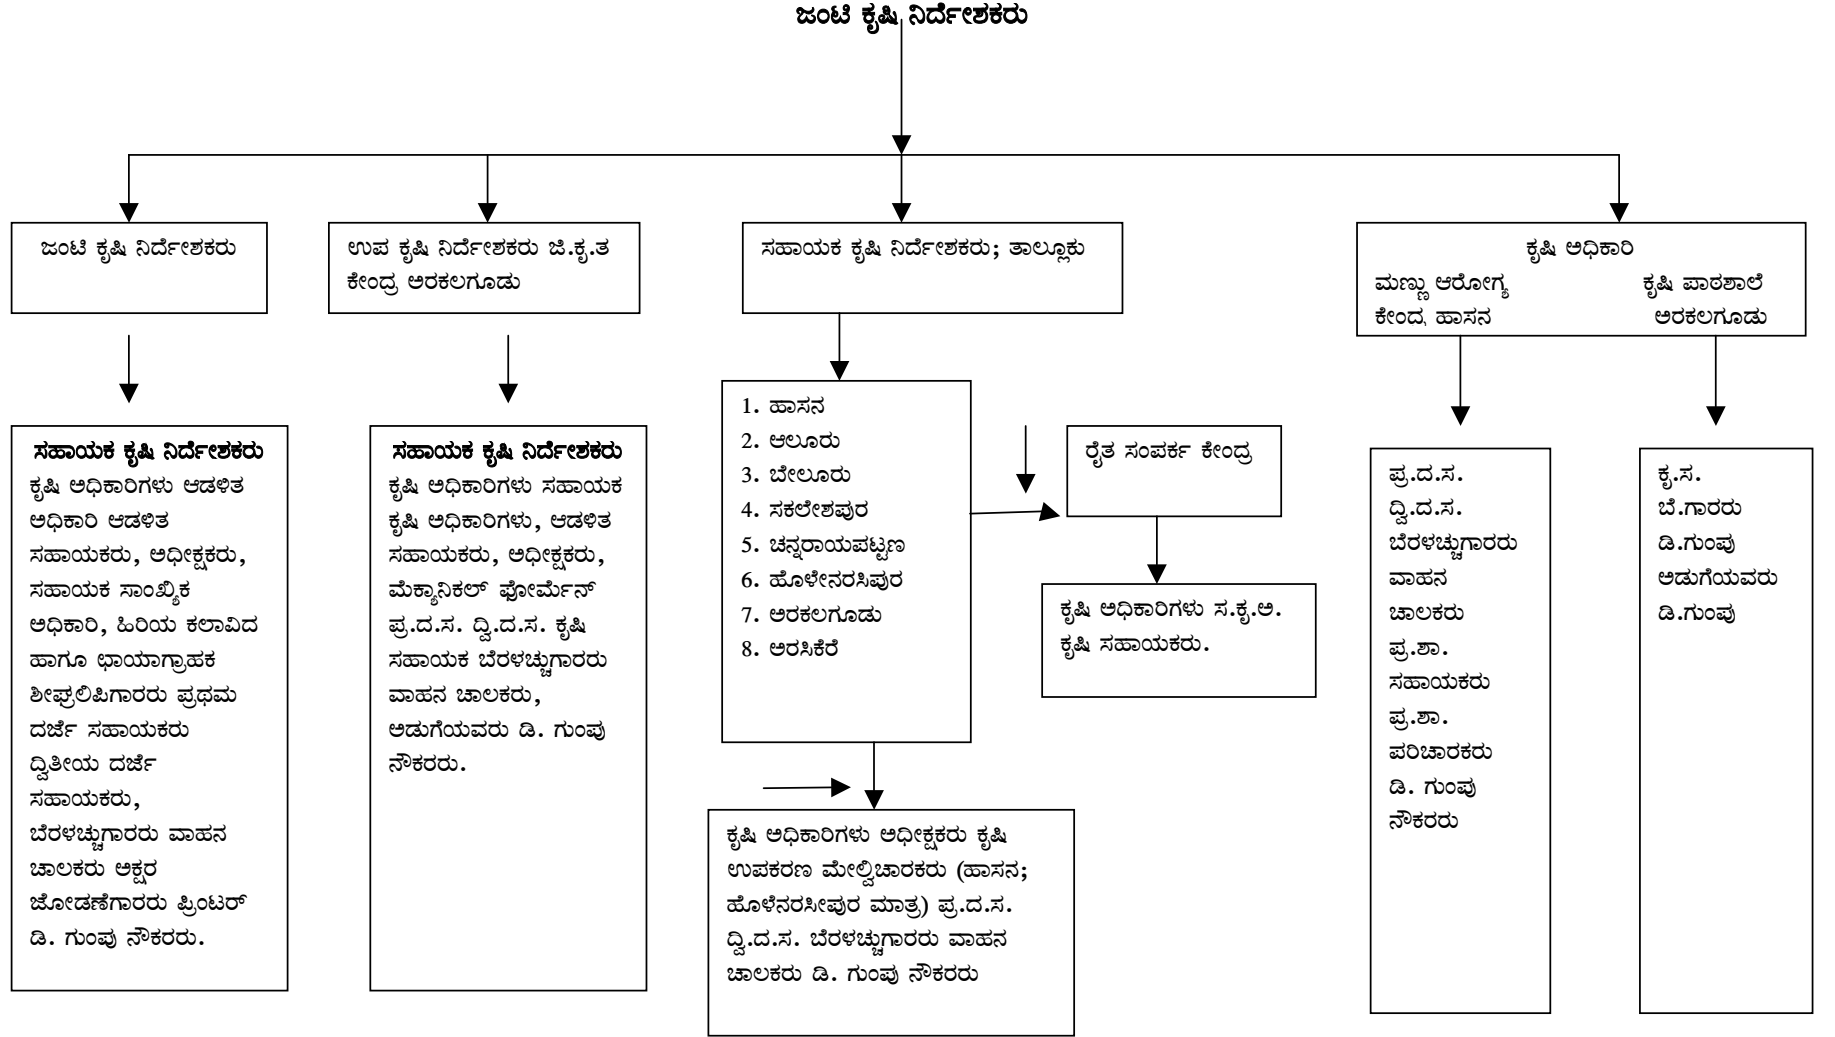 ಜಂಟಿ ಕೃಷಿ ನಿರ್ದೇಶಕರು
ಜಂಟಿ ಕೃಷಿ ನಿರ್ದೇಶಕರು
ಉಪ ಕೃಷಿ ನಿರ್ದೇಶಕರು ಜಿ.ಕೃ.ತ
ಕೇಂದ್ರ ಅರಕಲಗೂಡು
ಸಹಾಯಕ ಕೃಷಿ ನಿರ್ದೇಶಕರು; ತಾಲ್ಲೂಕು
ಕೃಷಿ ಅಧಿಕಾರಿ
ಮಣ್ಣು ಆರೋಗ್ಯ
ಕೇಂದ್ರ ಹಾಸನ
ಕೃಷಿ ಪಾಠಶಾಲೆ
ಅರಕಲಗೂಡು
ಸಹಾಯಕ ಕೃಷಿ ನಿರ್ದೇಶಕರು
ಕೃಷಿ ಅಧಿಕಾರಿಗಳು ಆಡಳಿತ
ಅಧಿಕಾರಿ ಆಡಳಿತ
ಸಹಾಯಕರು, ಅಧೀಕ್ಷಕರು,
ಸಹಾಯಕ ಸಾಂಖ್ಯಿಕ
ಅಧಿಕಾರಿ, ಹಿರಿಯ ಕಲಾವಿದ
ಹಾಗೂ ಛಾಯಾಗ್ರಾಹಕ
ಶೀಘ್ರಲಿಪಿಗಾರರು ಪ್ರಥಮ
ದರ್ಜೆ ಸಹಾಯಕರು
ದ್ವಿತೀಯ ದರ್ಜೆ
ಸಹಾಯಕರು,
ಬೆರಳಚ್ಚುಗಾರರು ವಾಹನ
ಚಾಲಕರು ಅಕ್ಷರ
ಜೋಡಣೆಗಾರರು ಪ್ರಿಂಟರ್
ಡಿ. ಗುಂಪು ನೌಕರರು.
ಸಹಾಯಕ ಕೃಷಿ ನಿರ್ದೇಶಕರು
ಕೃಷಿ ಅಧಿಕಾರಿಗಳು ಸಹಾಯಕ
ಕೃಷಿ ಅಧಿಕಾರಿಗಳು, ಆಡಳಿತ
ಸಹಾಯಕರು, ಅಧೀಕ್ಷಕರು,
ಮೆಕ್ಯಾನಿಕಲ್ ಫೋರ್ಮೆನ್
ಪ್ರ.ದ.ಸ. ದ್ವಿ.ದ.ಸ. ಕೃಷಿ
ಸಹಾಯಕ ಬೆರಳಚ್ಚುಗಾರರು
ವಾಹನ ಚಾಲಕರು,
ಅಡುಗೆಯವರು ಡಿ. ಗುಂಪು
ನೌಕರರು.
1. ಹಾಸನ
2. ಆಲೂರು
3. ಬೇಲೂರು
4. ಸಕಲೇಶಪುರ
5. ಚನ್ನರಾಯಪಟ್ಟಣ
6. ಹೊಳೇನರಸಿಪುರ
7. ಅರಕಲಗೂಡು
8. ಅರಸಿಕೆರೆ
ರೈತ ಸಂಪರ್ಕ ಕೇಂದ್ರ
ಕೃಷಿ ಅಧಿಕಾರಿಗಳು ಸ.ಕೃ.ಅ.
ಕೃಷಿ ಸಹಾಯಕರು.
ಕೃಷಿ ಅಧಿಕಾರಿಗಳು ಅಧೀಕ್ಷಕರು ಕೃಷಿ
ಉಪಕರಣ ಮೇಲ್ವಿಚಾರಕರು (ಹಾಸನ;
ಹೊಳೆನರಸೀಪುರ ಮಾತ್ರ) ಪ್ರ.ದ.ಸ.
ದ್ವಿ.ದ.ಸ. ಬೆರಳಚ್ಚುಗಾರರು ವಾಹನ
ಚಾಲಕರು ಡಿ. ಗುಂಪು ನೌಕರರು
ಪ್ರ.ದ.ಸ.
ದ್ವಿ.ದ.ಸ.
ಬೆರಳಚ್ಚುಗಾರರು
ವಾಹನ
ಚಾಲಕರು
ಪ್ರ.ಶಾ.
ಸಹಾಯಕರು
ಪ್ರ.ಶಾ.
ಪರಿಚಾರಕರು
ಡಿ. ಗುಂಪು
ನೌಕರರು
ಕೃ.ಸ.
ಬೆ.ಗಾರರು
ಡಿ.ಗುಂಪು
ಅಡುಗೆಯವರು
ಡಿ.ಗುಂಪು